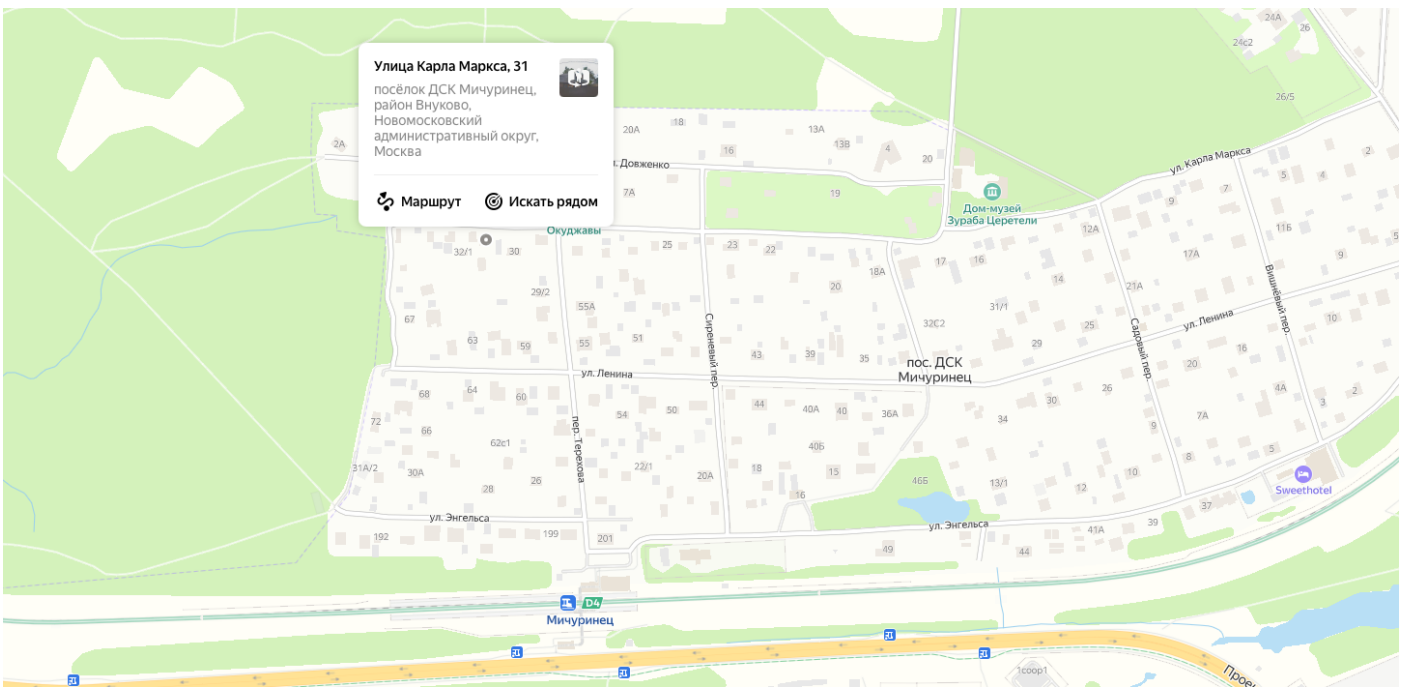 Улица Карла Маркса, 31
посёлок ДСК Мичуринец,
район Внуково,
Новомосковский
административный округ,
Москва
Маршрут
Искать рядом
24А
26
24с2
26/5
2А
20А
18
13А
13В
4
16
20
ул. Карла Маркса
2
Довженко
7А
19
Дом-музей
Зураба Церетели
5
4
7
9
Окуджавы
12А
11Б
5
32/1
30
25
23
22
17
16
17А
9
18А
14
21А
Вишнёвый пер.
29/2
20
55А
31/1
67
Сиреневый пер.
32С2
Садовый пер.
ул. Ленина
10
63
59
55
51
43
39
35
29
25
16
пос. ДСК
Мичуринец
20
ул. Ленина
68
64
60
26
4А
2
30
3
72
66
54
50
44
40А
40
36А
34
9
7А
пер. Терехова
62с1
40Б
5
31А/2
30А
22/1
20А
18
15
46Б
13/1
12
10
8
Sweethotel
28
26
16
ул. Энгельса
ул. Энгельса
37
39
41А
192
199
201
49
44
D4
Мичуринец
1coop1
Прое